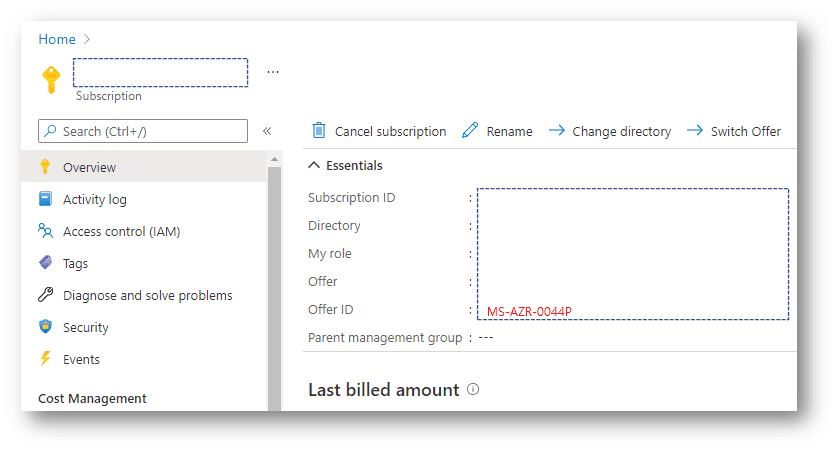 Home
...
Subscription
Search (Ctrl+/)
«
Overview
Activity log
Access control (IAM)
Tags
Diagnose and solve problems
Security
Events
Cost Management
Cancel subscription Rename Change directory Switch Offer
Essentials
Subscription ID :
Directory :
My role :
Offer :
Offer ID : MS-AZR-0044P
Parent management group : ---
Last billed amount